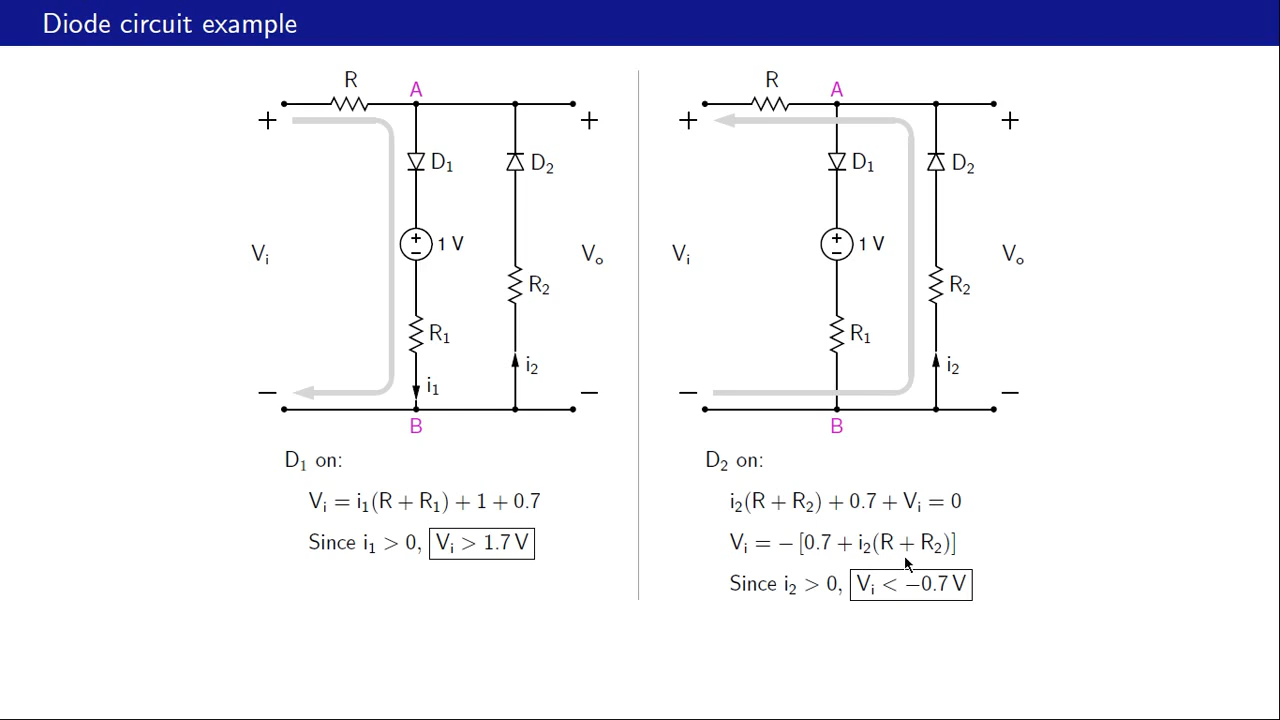 Diode circuit example
R
A
+
+
D₁
D₂
Vᵢ
+
−
1 V
Vₒ
R₂
R₁
i₂
i₁
−
−
B
D₁ on:
Vᵢ = i₁(R + R₁) + 1 + 0.7
Since i₁ > 0, Vᵢ > 1.7 V
R
A
+
+
D₁
D₂
Vᵢ
+
−
1 V
Vₒ
R₂
R₁
i₂
−
−
B
D₂ on:
i₂(R + R₂) + 0.7 + Vᵢ = 0
Vᵢ = − [0.7 + i₂(R + R₂)]
Since i₂ > 0, Vᵢ < −0.7 V